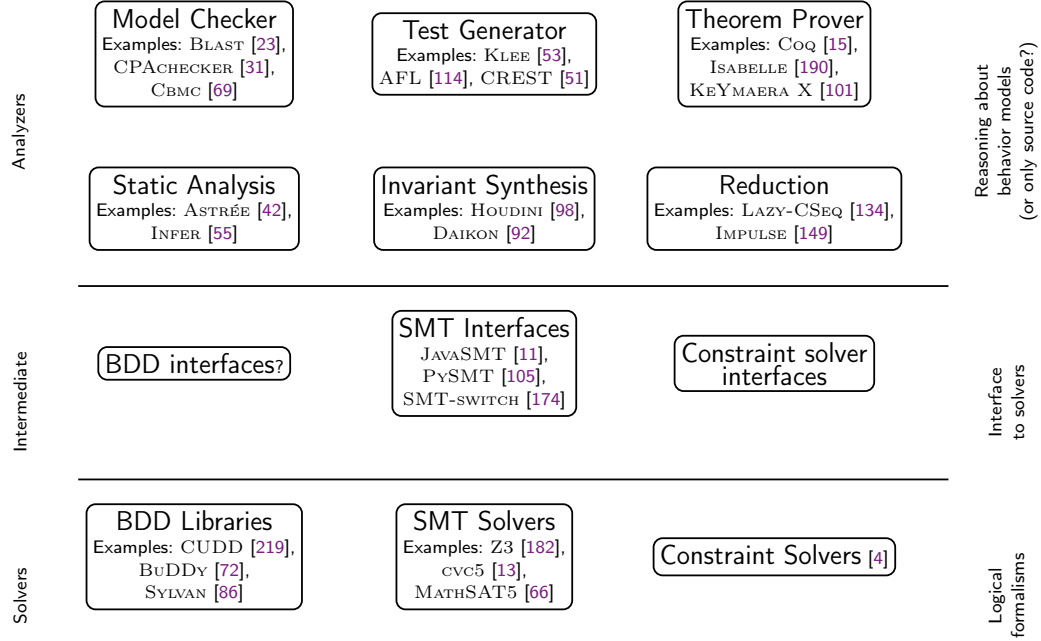 Analyzers
Model Checker
Examples: BLAST [23],
CPACHECKER [31],
CBMC [69]
Test Generator
Examples: KLEE [53],
AFL [114], CREST [51]
Theorem Prover
Examples: COQ [15],
ISABELLE [190],
KEYMAERA X [101]
Reasoning about
behavior models
(or only source code?)
Static Analysis
Examples: ASTRÉE [42],
INFER [55]
Invariant Synthesis
Examples: HOUDINI [98],
DAIKON [92]
Reduction
Examples: LAZY-CSEQ [134],
IMPULSE [149]
Intermediate
BDD interfaces?
SMT Interfaces
JAVASMT [11],
PYSMT [105],
SMT-SWITCH [174]
Constraint solver
interfaces
Interface
to solvers
Solvers
BDD Libraries
Examples: CUDD [219],
BUDDY [72],
SYLVAN [86]
SMT Solvers
Examples: Z3 [182],
CVC5 [13],
MATHSAT5 [66]
Constraint Solvers [4]
Logical
formalisms